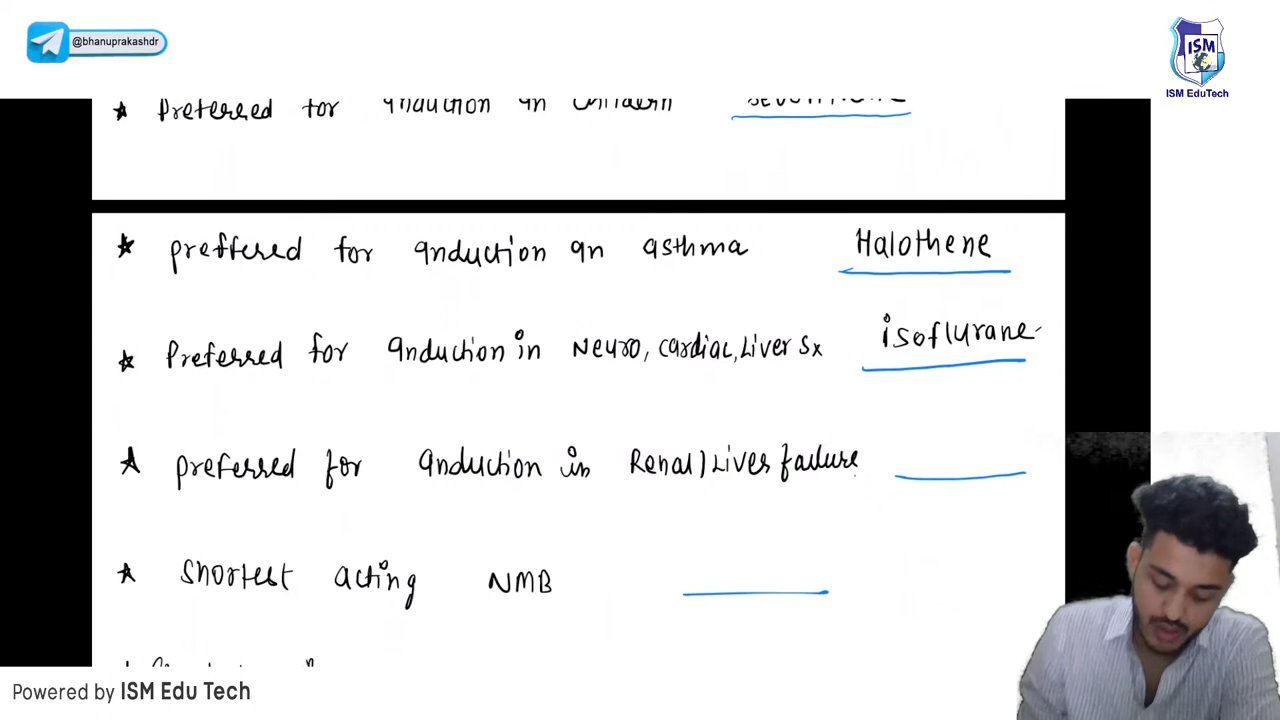 @bhanuprakashdr
ISM
ISM EduTech
★ Preferred for induction in children
★ preffered for induction in asthma Halothene
★ Preferred for induction in Neuro, cardiac, Liver Sx isoflurane
★ preferred for induction in Renal / Liver failure
★ Shortest acting NMB
Powered by ISM Edu Tech